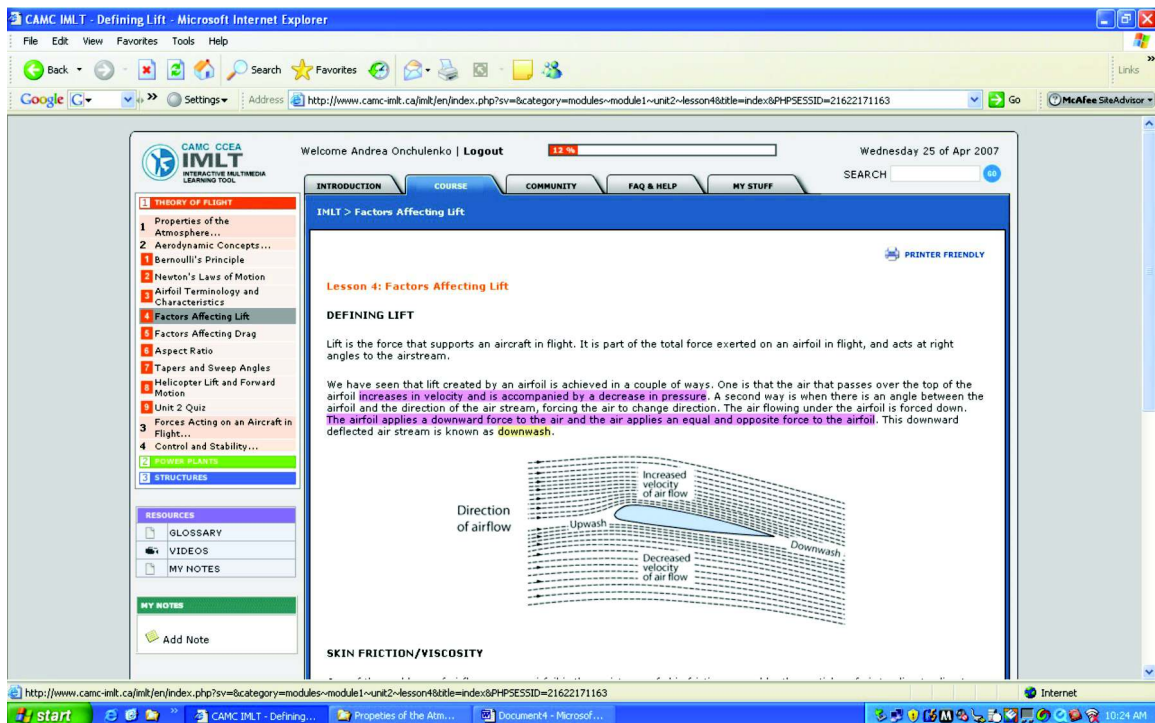 CAMC IMLT - Defining Lift - Microsoft Internet Explorer
File Edit View Favorites Tools Help
Back Search Favorites Links
Google G Settings Address http://www.camc-imlt.ca/imlt/en/index.php?sv=&category=modules~module1~unit2~lesson4&title=index&PHPSESSID=21622171163 Go McAfee SiteAdvisor
CAMC CCEA
IMLT
INTERACTIVE MULTIMEDIA
LEARNING TOOL
Welcome Andrea Onchulenko | Logout 12 % Wednesday 25 of Apr 2007
SEARCH GO
INTRODUCTION COURSE COMMUNITY FAQ & HELP MY STUFF
IMLT > Factors Affecting Lift
1 THEORY OF FLIGHT
1 Properties of the
Atmosphere...
2 Aerodynamic Concepts...
1 Bernoulli's Principle
2 Newton's Laws of Motion
3 Airfoil Terminology and
Characteristics
4 Factors Affecting Lift
5 Factors Affecting Drag
6 Aspect Ratio
7 Tapers and Sweep Angles
8 Helicopter Lift and Forward
Motion
9 Unit 2 Quiz
3 Forces Acting on an Aircraft in
Flight...
4 Control and Stability...
2 POWER PLANTS
3 STRUCTURES
RESOURCES
GLOSSARY
VIDEOS
MY NOTES
MY NOTES
Add Note
PRINTER FRIENDLY
Lesson 4: Factors Affecting Lift
DEFINING LIFT
Lift is the force that supports an aircraft in flight. It is part of the total force exerted on an airfoil in flight, and acts at right
angles to the airstream.
We have seen that lift created by an airfoil is achieved in a couple of ways. One is that the air that passes over the top of the
airfoil increases in velocity and is accompanied by a decrease in pressure. A second way is when there is an angle between the
airfoil and the direction of the air stream, forcing the air to change direction. The air flowing under the airfoil is forced down.
The airfoil applies a downward force to the air and the air applies an equal and opposite force to the airfoil. This downward
deflected air stream is known as downwash.
Increased
velocity
of air flow
Direction
of airflow
Upwash
Downwash
Decreased
velocity
of air flow
SKIN FRICTION/VISCOSITY
http://www.camc-imlt.ca/imlt/en/index.php?sv=&category=modules~module1~unit2~lesson4&title=index&PHPSESSID=21622171163 Internet
start CAMC IMLT - Defining... Propeties of the Atm... Document4 - Microsof... 10:24 AM